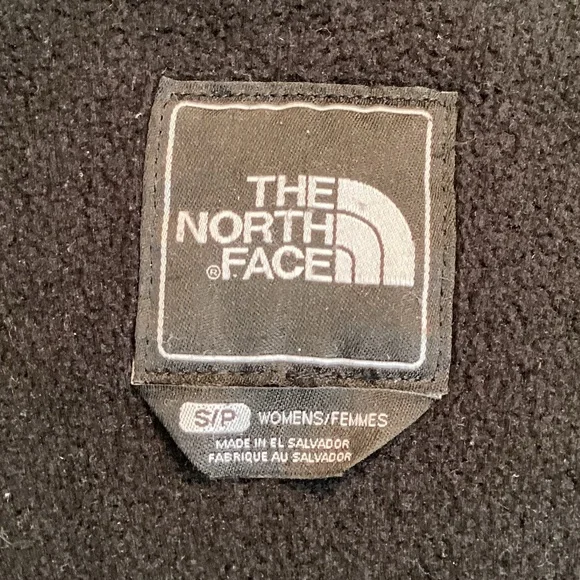 THE
NORTH
®FACE
S/P WOMENS/FEMMES
MADE IN EL SALVADOR
FABRIQUE AU SALVADOR